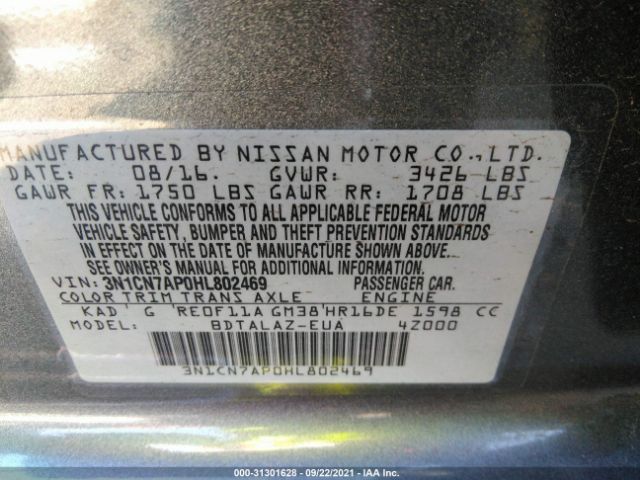 MANUFACTURED BY NISSAN MOTOR CO.,LTD.
DATE: 08/16. GVWR: 3426 LBS
GAWR FR: 1750 LBS GAWR RR: 1708 LBS
THIS VEHICLE CONFORMS TO ALL APPLICABLE FEDERAL MOTOR
VEHICLE SAFETY, BUMPER AND THEFT PREVENTION STANDARDS
IN EFFECT ON THE DATE OF MANUFACTURE SHOWN ABOVE.
SEE OWNER'S MANUAL FOR ADDITIONAL INFORMATION.
VIN: 3N1CN7AP0HL802469 PASSENGER CAR.
COLOR TRIM TRANS AXLE ENGINE
KAD G RE0F11A GM38 HR16DE 1598 CC
BDTALAZ-EUA 4Z000
3N1CN7AP0HL802469
000-31301628 - 09/22/2021 - IAA Inc.